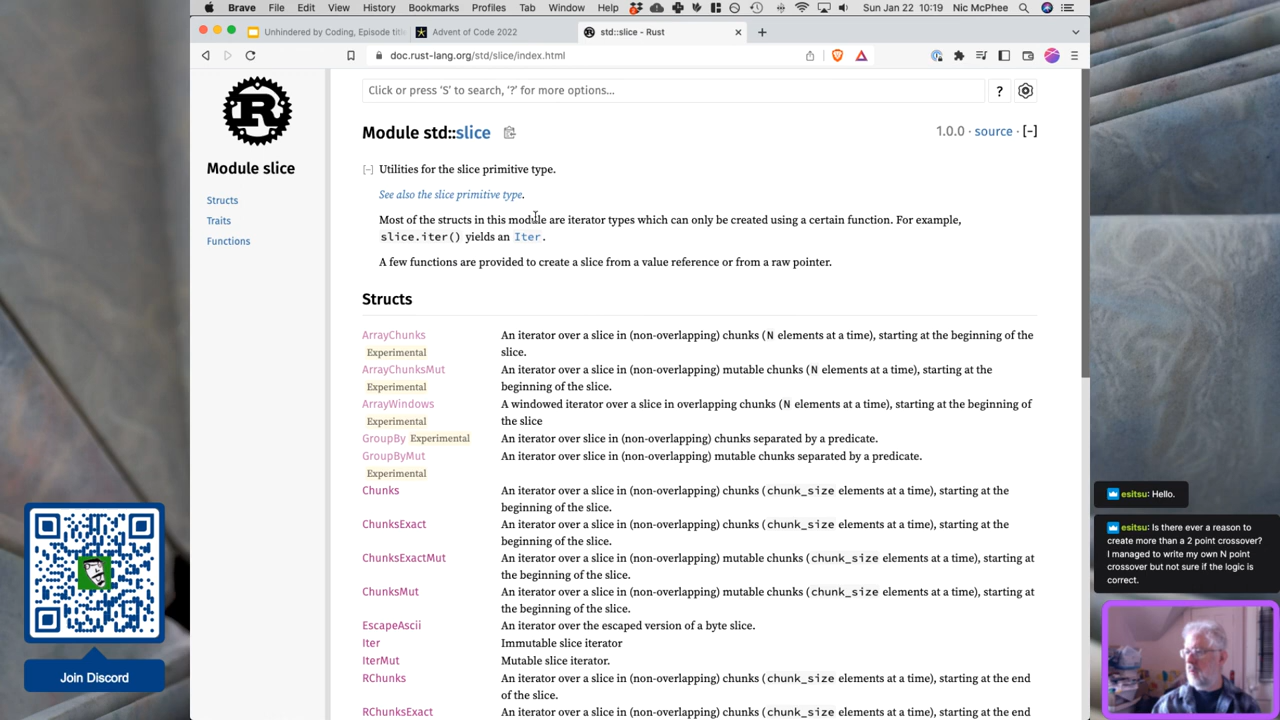 Brave File Edit View History Bookmarks Profiles Tab Window Help Sun Jan 22 10:19 Nic McPhee
Unhindered by Coding, Episode titl
Advent of Code 2022
std::slice - Rust
doc.rust-lang.org/std/slice/index.html
Click or press ‘S’ to search, ‘?’ for more options…
?
Module slice
Structs
Traits
Functions
Module std::slice
1.0.0 · source · [-]
[-] Utilities for the slice primitive type.
See also the slice primitive type.
Most of the structs in this module are iterator types which can only be created using a certain function. For example,
slice.iter() yields an Iter.
A few functions are provided to create a slice from a value reference or from a raw pointer.
Structs
ArrayChunks An iterator over a slice in (non-overlapping) chunks (N elements at a time), starting at the beginning of the
Experimental slice.
ArrayChunksMut An iterator over a slice in (non-overlapping) mutable chunks (N elements at a time), starting at the
Experimental beginning of the slice.
ArrayWindows A windowed iterator over a slice in overlapping chunks (N elements at a time), starting at the beginning of
Experimental the slice
GroupBy Experimental An iterator over slice in (non-overlapping) chunks separated by a predicate.
GroupByMut An iterator over slice in (non-overlapping) mutable chunks separated by a predicate.
Experimental
Chunks An iterator over a slice in (non-overlapping) chunks (chunk_size elements at a time), starting at the
beginning of the slice.
ChunksExact An iterator over a slice in (non-overlapping) chunks (chunk_size elements at a time), starting at the
beginning of the slice.
ChunksExactMut An iterator over a slice in (non-overlapping) mutable chunks (chunk_size elements at a time), starting at
the beginning of the slice.
ChunksMut An iterator over a slice in (non-overlapping) mutable chunks (chunk_size elements at a time), starting at
the beginning of the slice.
EscapeAscii An iterator over the escaped version of a byte slice.
Iter Immutable slice iterator
IterMut Mutable slice iterator.
RChunks An iterator over a slice in (non-overlapping) chunks (chunk_size elements at a time), starting at the end
of the slice.
RChunksExact An iterator over a slice in (non-overlapping) chunks (chunk_size elements at a time), starting at the end
esitsu: Hello.
esitsu: Is there ever a reason to
create more than a 2 point crossover?
I managed to write my own N point
crossover but not sure if the logic is
correct.
Join Discord